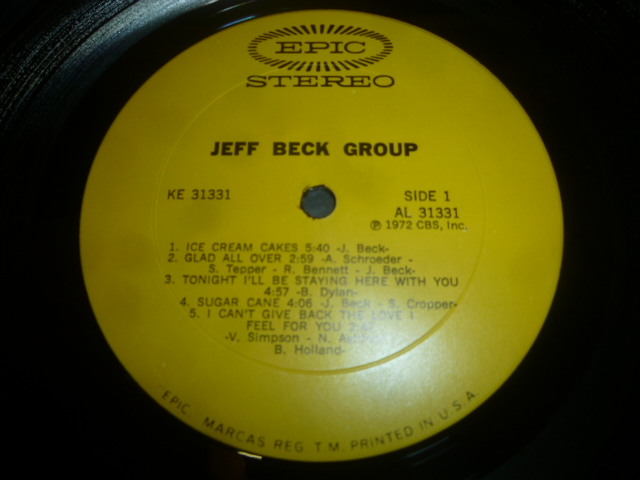 EPIC
STEREO
JEFF BECK GROUP
KE 31331
SIDE 1
AL 31331
℗ 1972 CBS, Inc.
1. ICE CREAM CAKES 5:40 -J. Beck-
2. GLAD ALL OVER 2:59 -A. Schroeder -
S. Tepper - R. Bennett - J. Beck-
3. TONIGHT I'LL BE STAYING HERE WITH YOU
4:57 -B. Dylan-
4. SUGAR CANE 4:06 -J. Beck - S. Cropper-
5. I CAN'T GIVE BACK THE LOVE I
FEEL FOR YOU
-V. Simpson - N.
B. Holland-
"EPIC, MARCAS REG. T.M. PRINTED IN U.S.A.